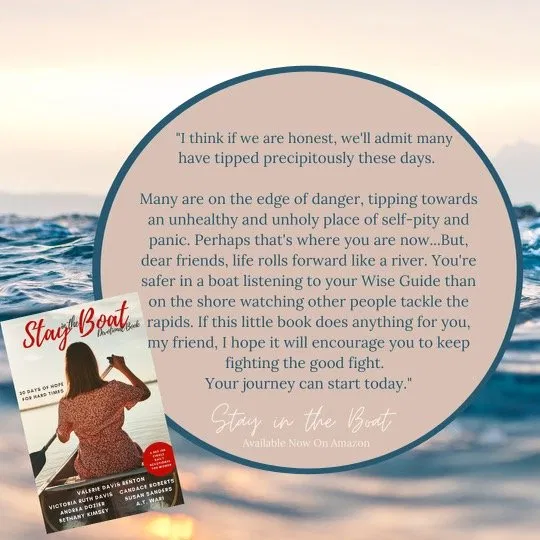 "I think if we are honest, we'll admit many
have tipped precipitously these days.
Many are on the edge of danger, tipping towards
an unhealthy and unholy place of self-pity and
panic. Perhaps that's where you are now...But,
dear friends, life rolls forward like a river. You're
safer in a boat listening to your Wise Guide than
on the shore watching other people tackle the
rapids. If this little book does anything for you,
my friend, I hope it will encourage you to keep
fighting the good fight.
Your journey can start today."
Stay in the Boat
Available Now On Amazon
Stay in the Boat
Devotional Book
30 DAYS OF HOPE
FOR HARD TIMES
VALERIE DAVIS BENTON
VICTORIA RUTH DAVIS CANDACE ROBERTS
ANDREA DOZIER SUSAN SANDERD
BETHANY KIMSEY A.T. WARI